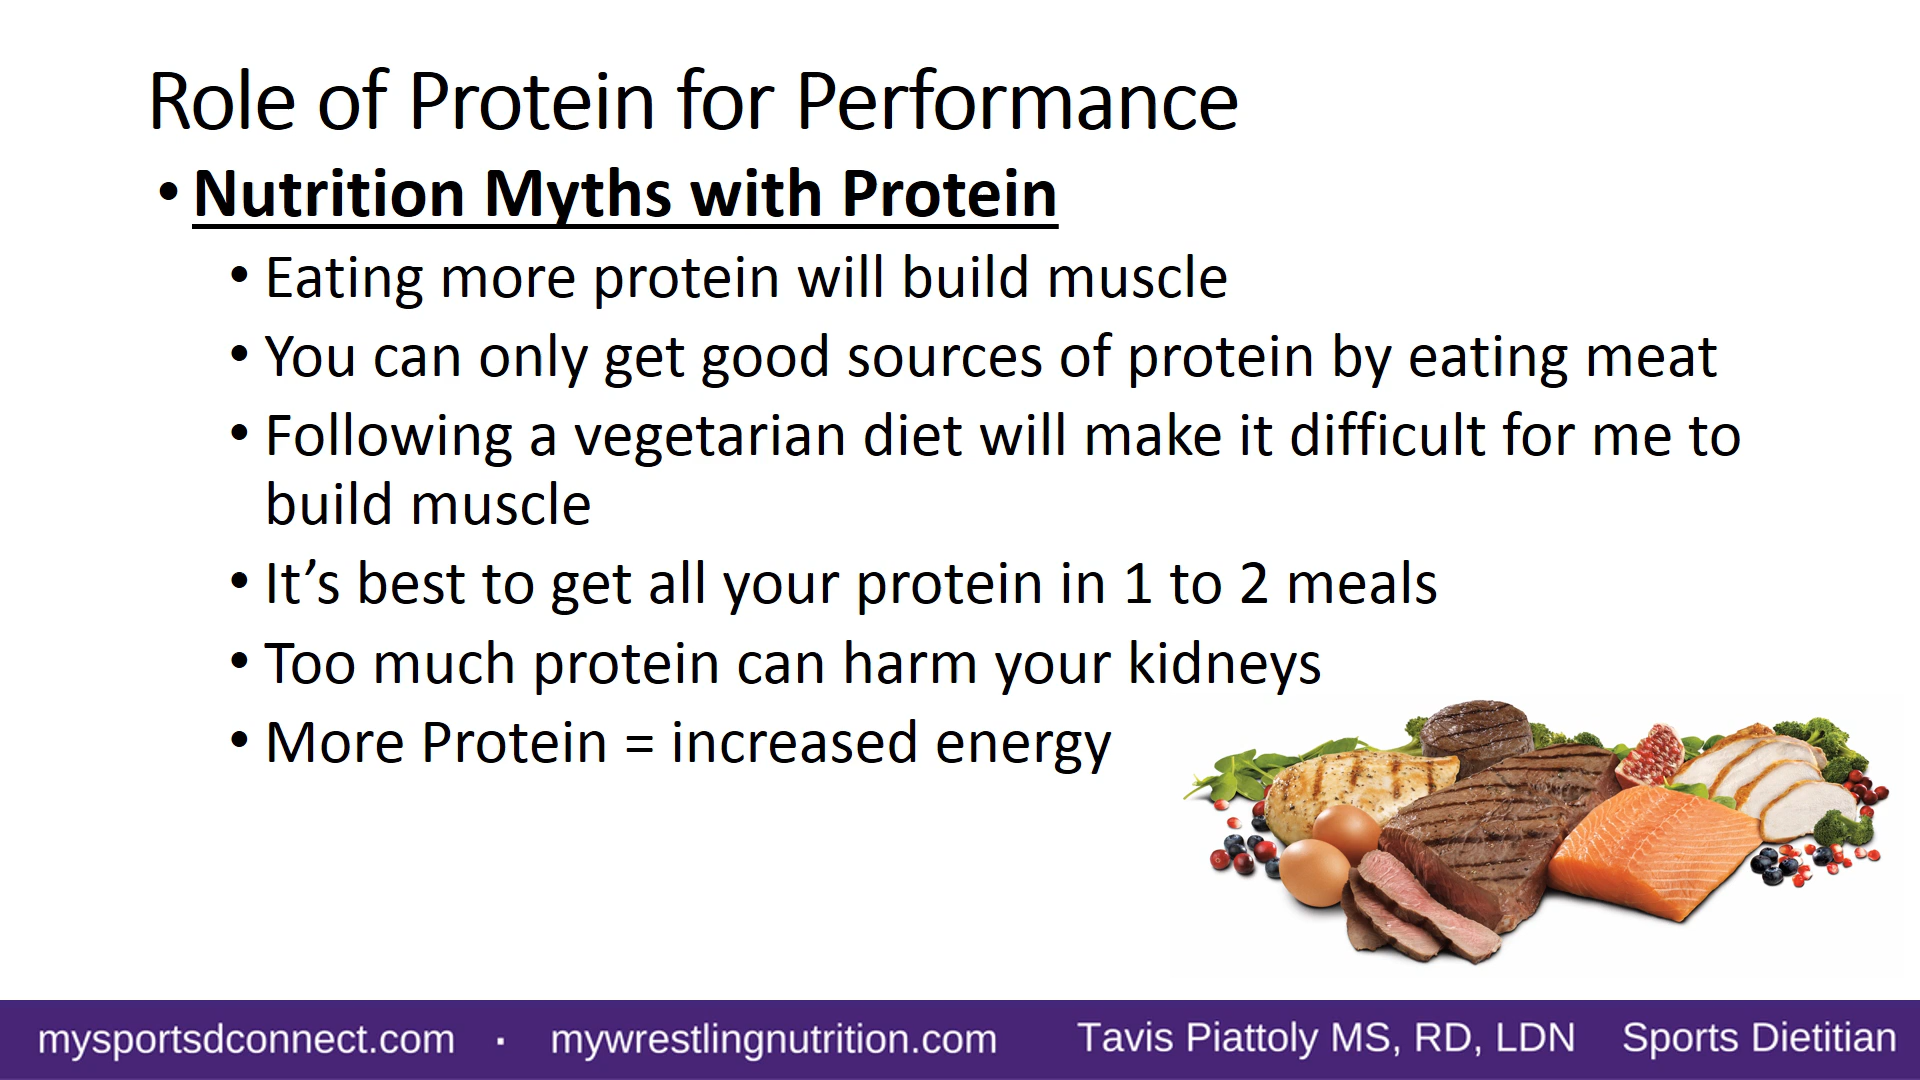 Role of Protein for Performance
• Nutrition Myths with Protein
• Eating more protein will build muscle
• You can only get good sources of protein by eating meat
• Following a vegetarian diet will make it difficult for me to
build muscle
• It’s best to get all your protein in 1 to 2 meals
• Too much protein can harm your kidneys
• More Protein = increased energy
mysportsdconnect.com · mywrestlingnutrition.com Tavis Piattoly MS, RD, LDN Sports Dietitian